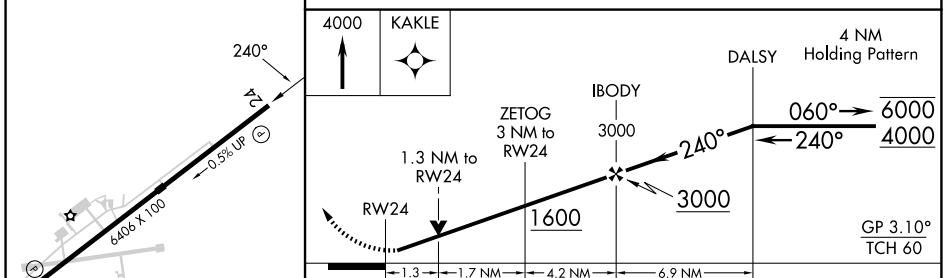 240°
24
0.5% UP
P
6406 X 100
P
4000
KAKLE
4 NM
Holding Pattern
DALSY
IBODY
3000
060°
6000
240°
4000
ZETOG
3 NM to
RW24
240°
1.3 NM to
RW24
3000
RW24
1600
GP 3.10°
TCH 60
1.3
1.7 NM
4.2 NM
6.9 NM